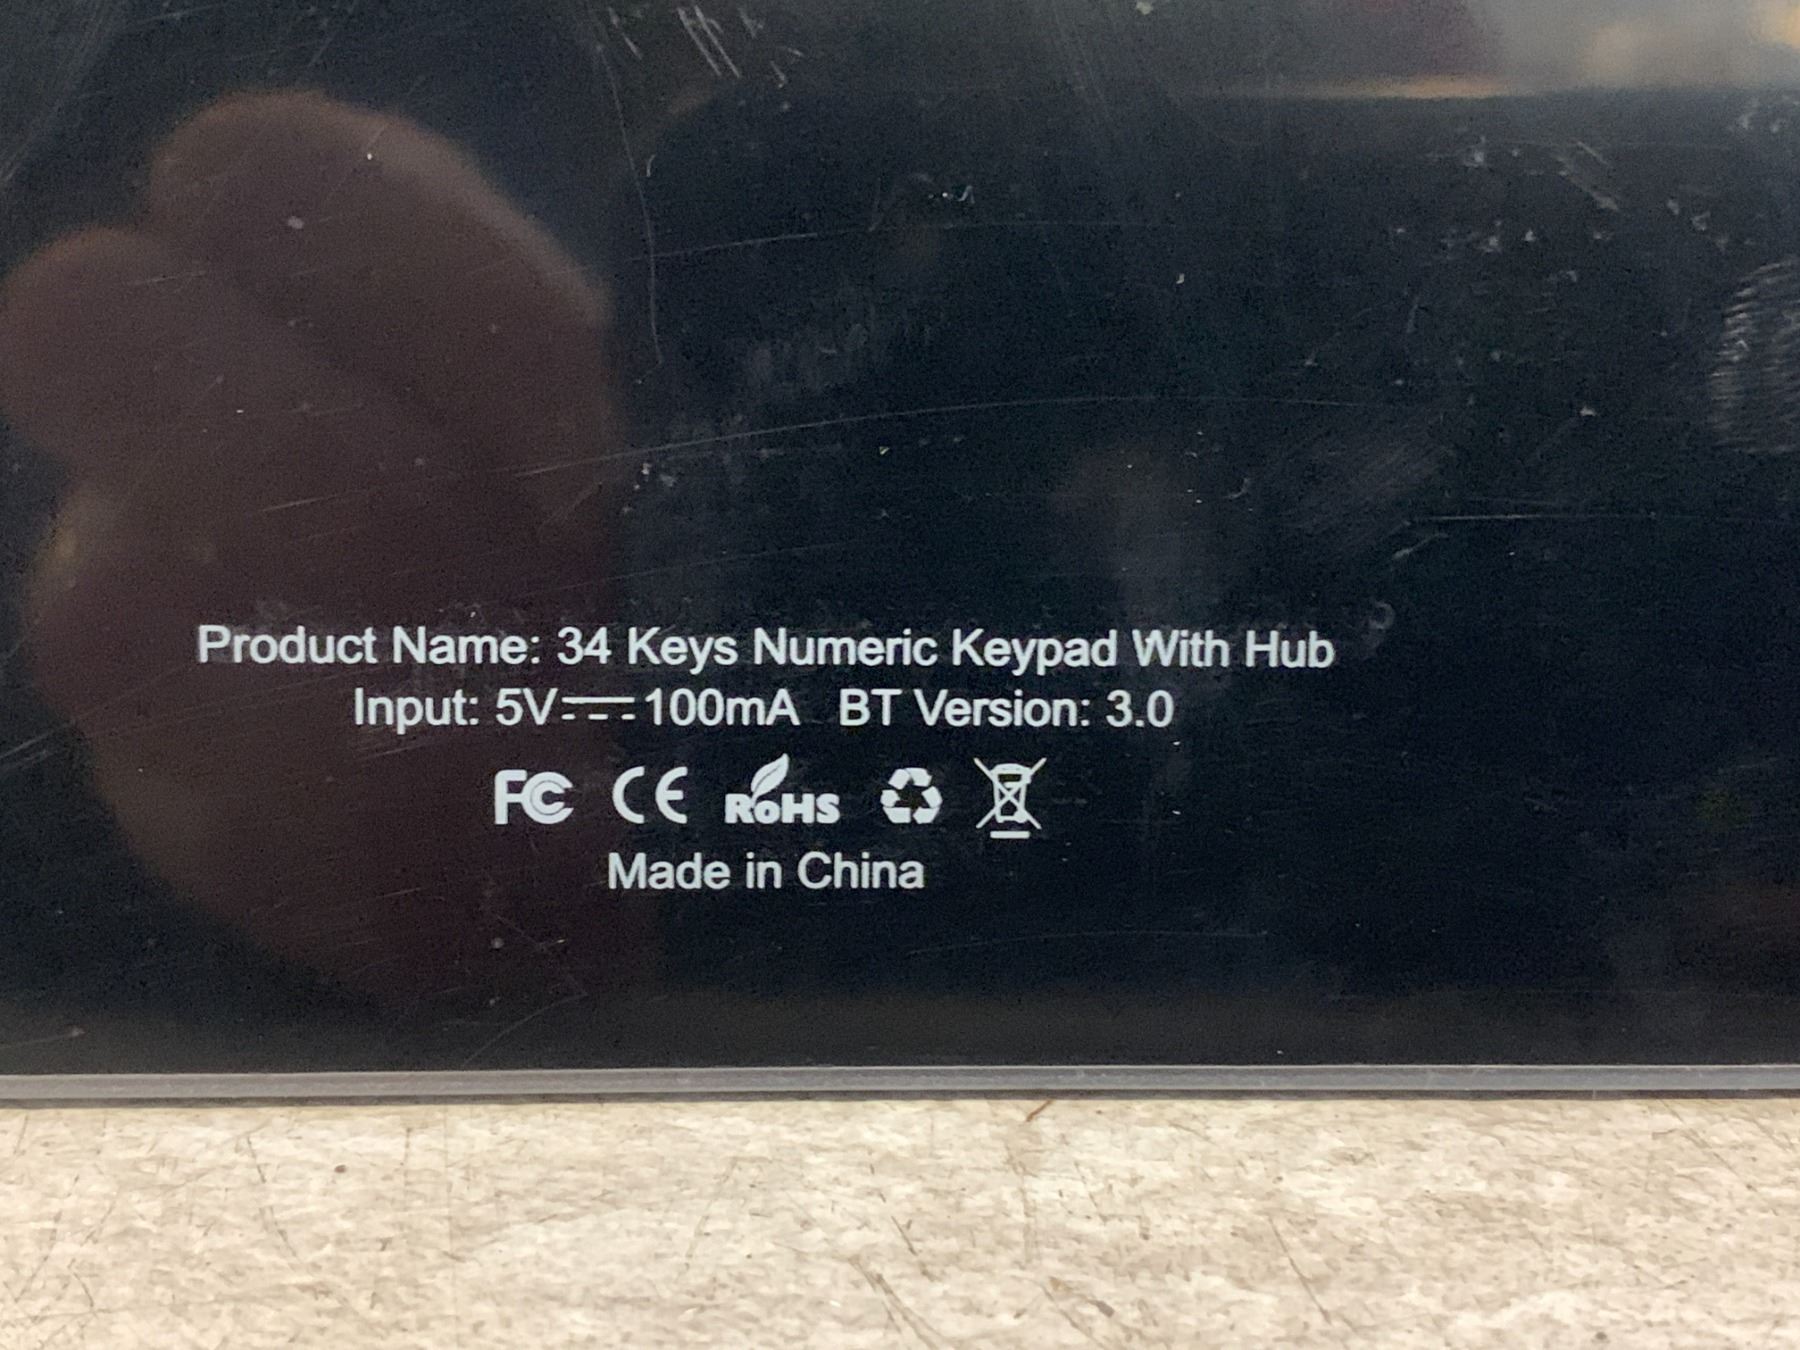 Product Name: 34 Keys Numeric Keypad With Hub
Input: 5V⎓100mA BT Version: 3.0
FC CE RoHS
Made in China